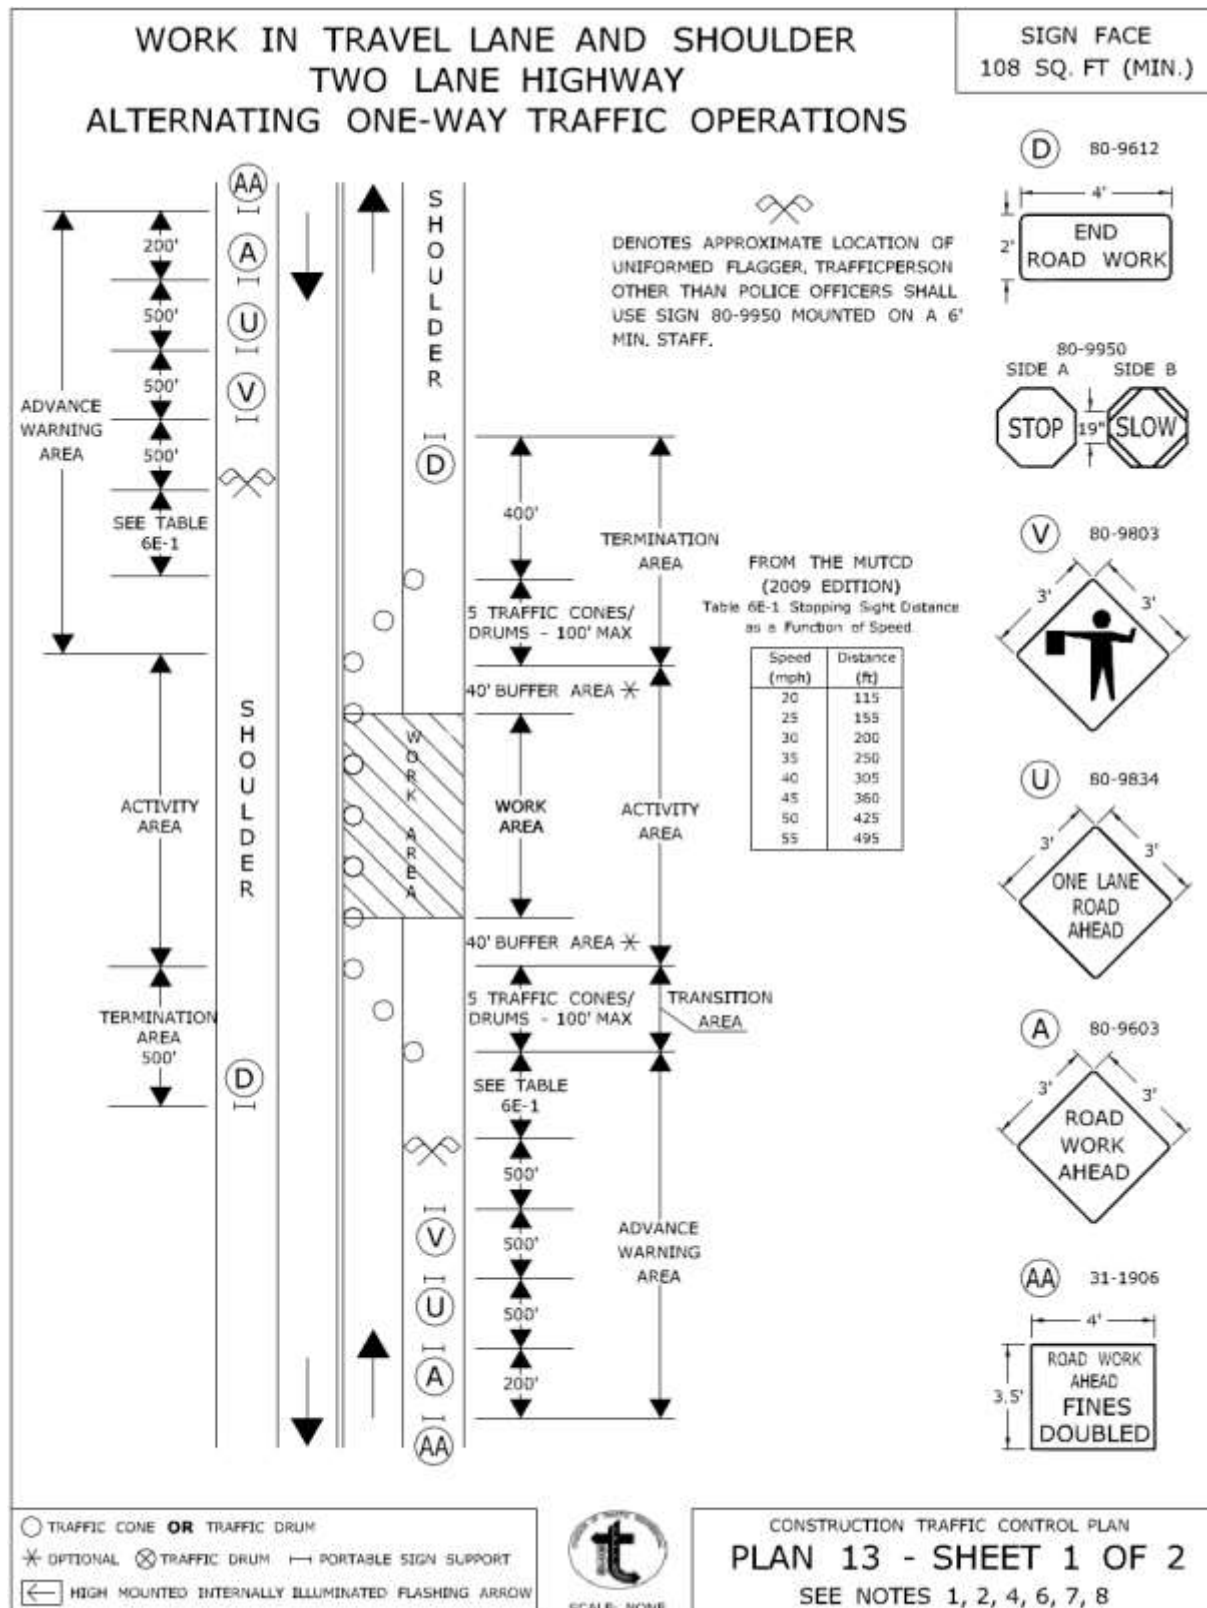 WORK IN TRAVEL LANE AND SHOULDER
TWO LANE HIGHWAY
ALTERNATING ONE-WAY TRAFFIC OPERATIONS
SIGN FACE
108 SQ. FT (MIN.)
AA
A
U
V
200'
500'
500'
500'
ADVANCE
WARNING
AREA
SEE TABLE
6E-1
SHOULDER
ACTIVITY
AREA
TERMINATION
AREA
500'
D
SHOULDER
D
400'
TERMINATION
AREA
5 TRAFFIC CONES/
DRUMS - 100' MAX
40' BUFFER AREA *
WORK AREA
WORK
AREA
ACTIVITY
AREA
40' BUFFER AREA *
5 TRAFFIC CONES/
DRUMS - 100' MAX
TRANSITION
AREA
SEE TABLE
6E-1
500'
500'
500'
200'
ADVANCE
WARNING
AREA
V
U
A
AA
DENOTES APPROXIMATE LOCATION OF
UNIFORMED FLAGGER, TRAFFICPERSON
OTHER THAN POLICE OFFICERS SHALL
USE SIGN 80-9950 MOUNTED ON A 6'
MIN. STAFF.
FROM THE MUTCD
(2009 EDITION)
Table 6E-1 Stopping Sight Distance
as a Function of Speed
Speed (mph) Distance (ft)
20 115
25 155
30 200
35 250
40 305
45 360
50 425
55 495
D 80-9612
4'
2'
END
ROAD WORK
80-9950
SIDE A SIDE B
STOP 19" SLOW
V 80-9803
3' 3'
U 80-9834
3' 3'
ONE LANE
ROAD
AHEAD
A 80-9603
3' 3'
ROAD
WORK
AHEAD
AA 31-1906
4'
3.5'
ROAD WORK
AHEAD
FINES
DOUBLED
TRAFFIC CONE OR TRAFFIC DRUM
* OPTIONAL TRAFFIC DRUM PORTABLE SIGN SUPPORT
HIGH MOUNTED INTERNALLY ILLUMINATED FLASHING ARROW
SCALE: NONE
CONSTRUCTION TRAFFIC CONTROL PLAN
PLAN 13 - SHEET 1 OF 2
SEE NOTES 1, 2, 4, 6, 7, 8